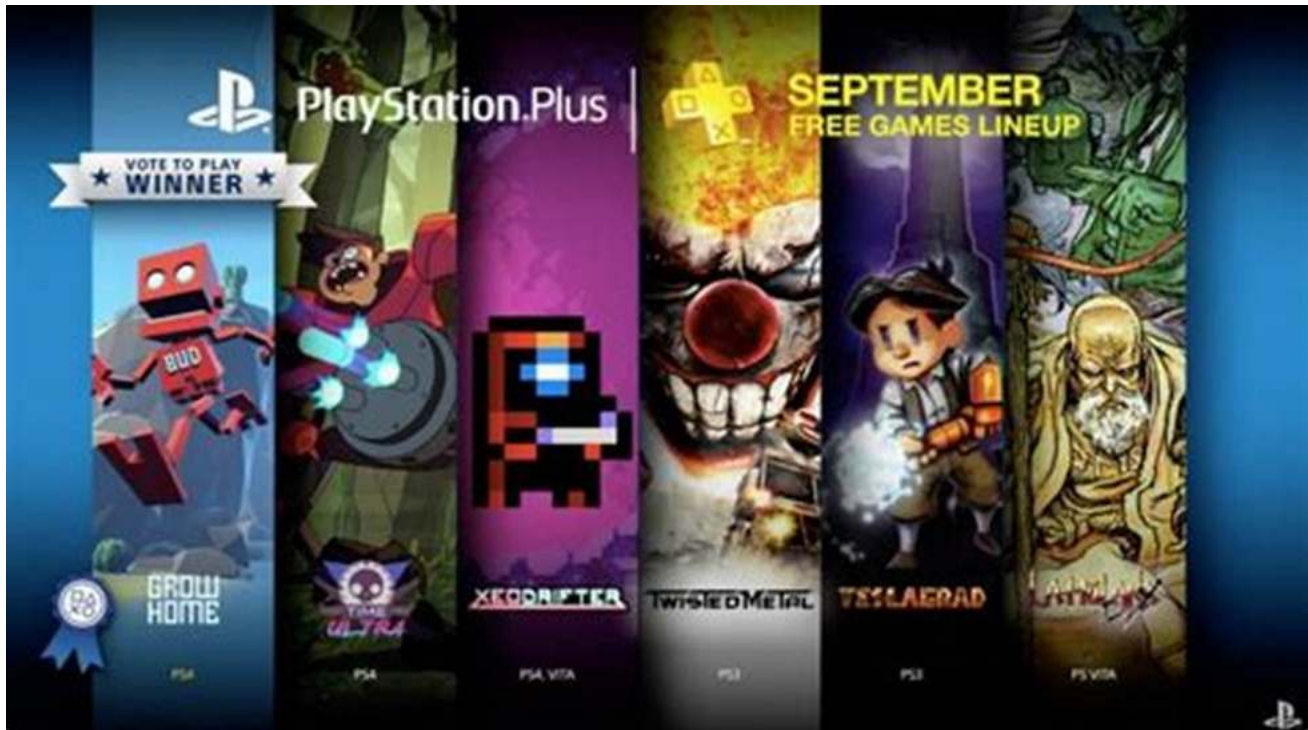 PlayStation.Plus
SEPTEMBER
FREE GAMES LINEUP
VOTE TO PLAY
WINNER
BUD
GROW
HOME
TIME
ULTRA
XEODRIFTER
TWISTED METAL
TESLAGRAD
PS4
PS4
PS4, VITA
PS3
PS3
PS VITA